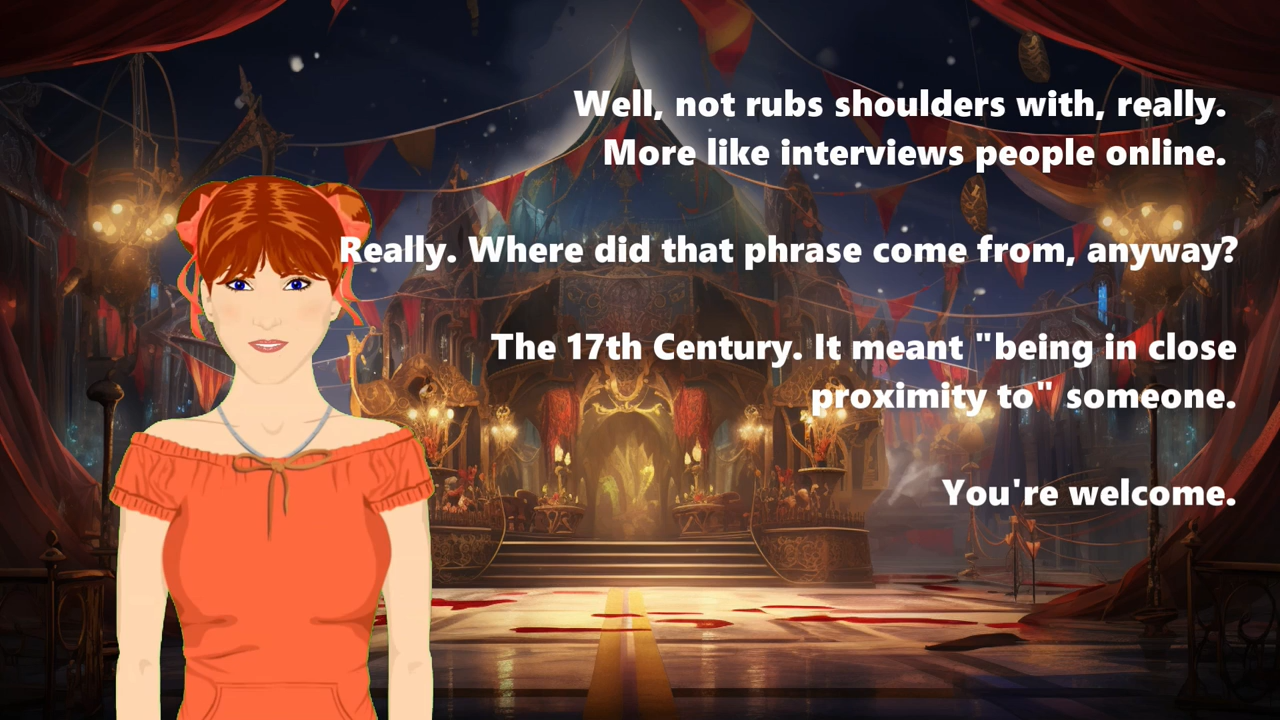 Well, not rubs shoulders with, really.
More like interviews people online.
Really. Where did that phrase come from, anyway?
The 17th Century. It meant "being in close
proximity to" someone.
You're welcome.